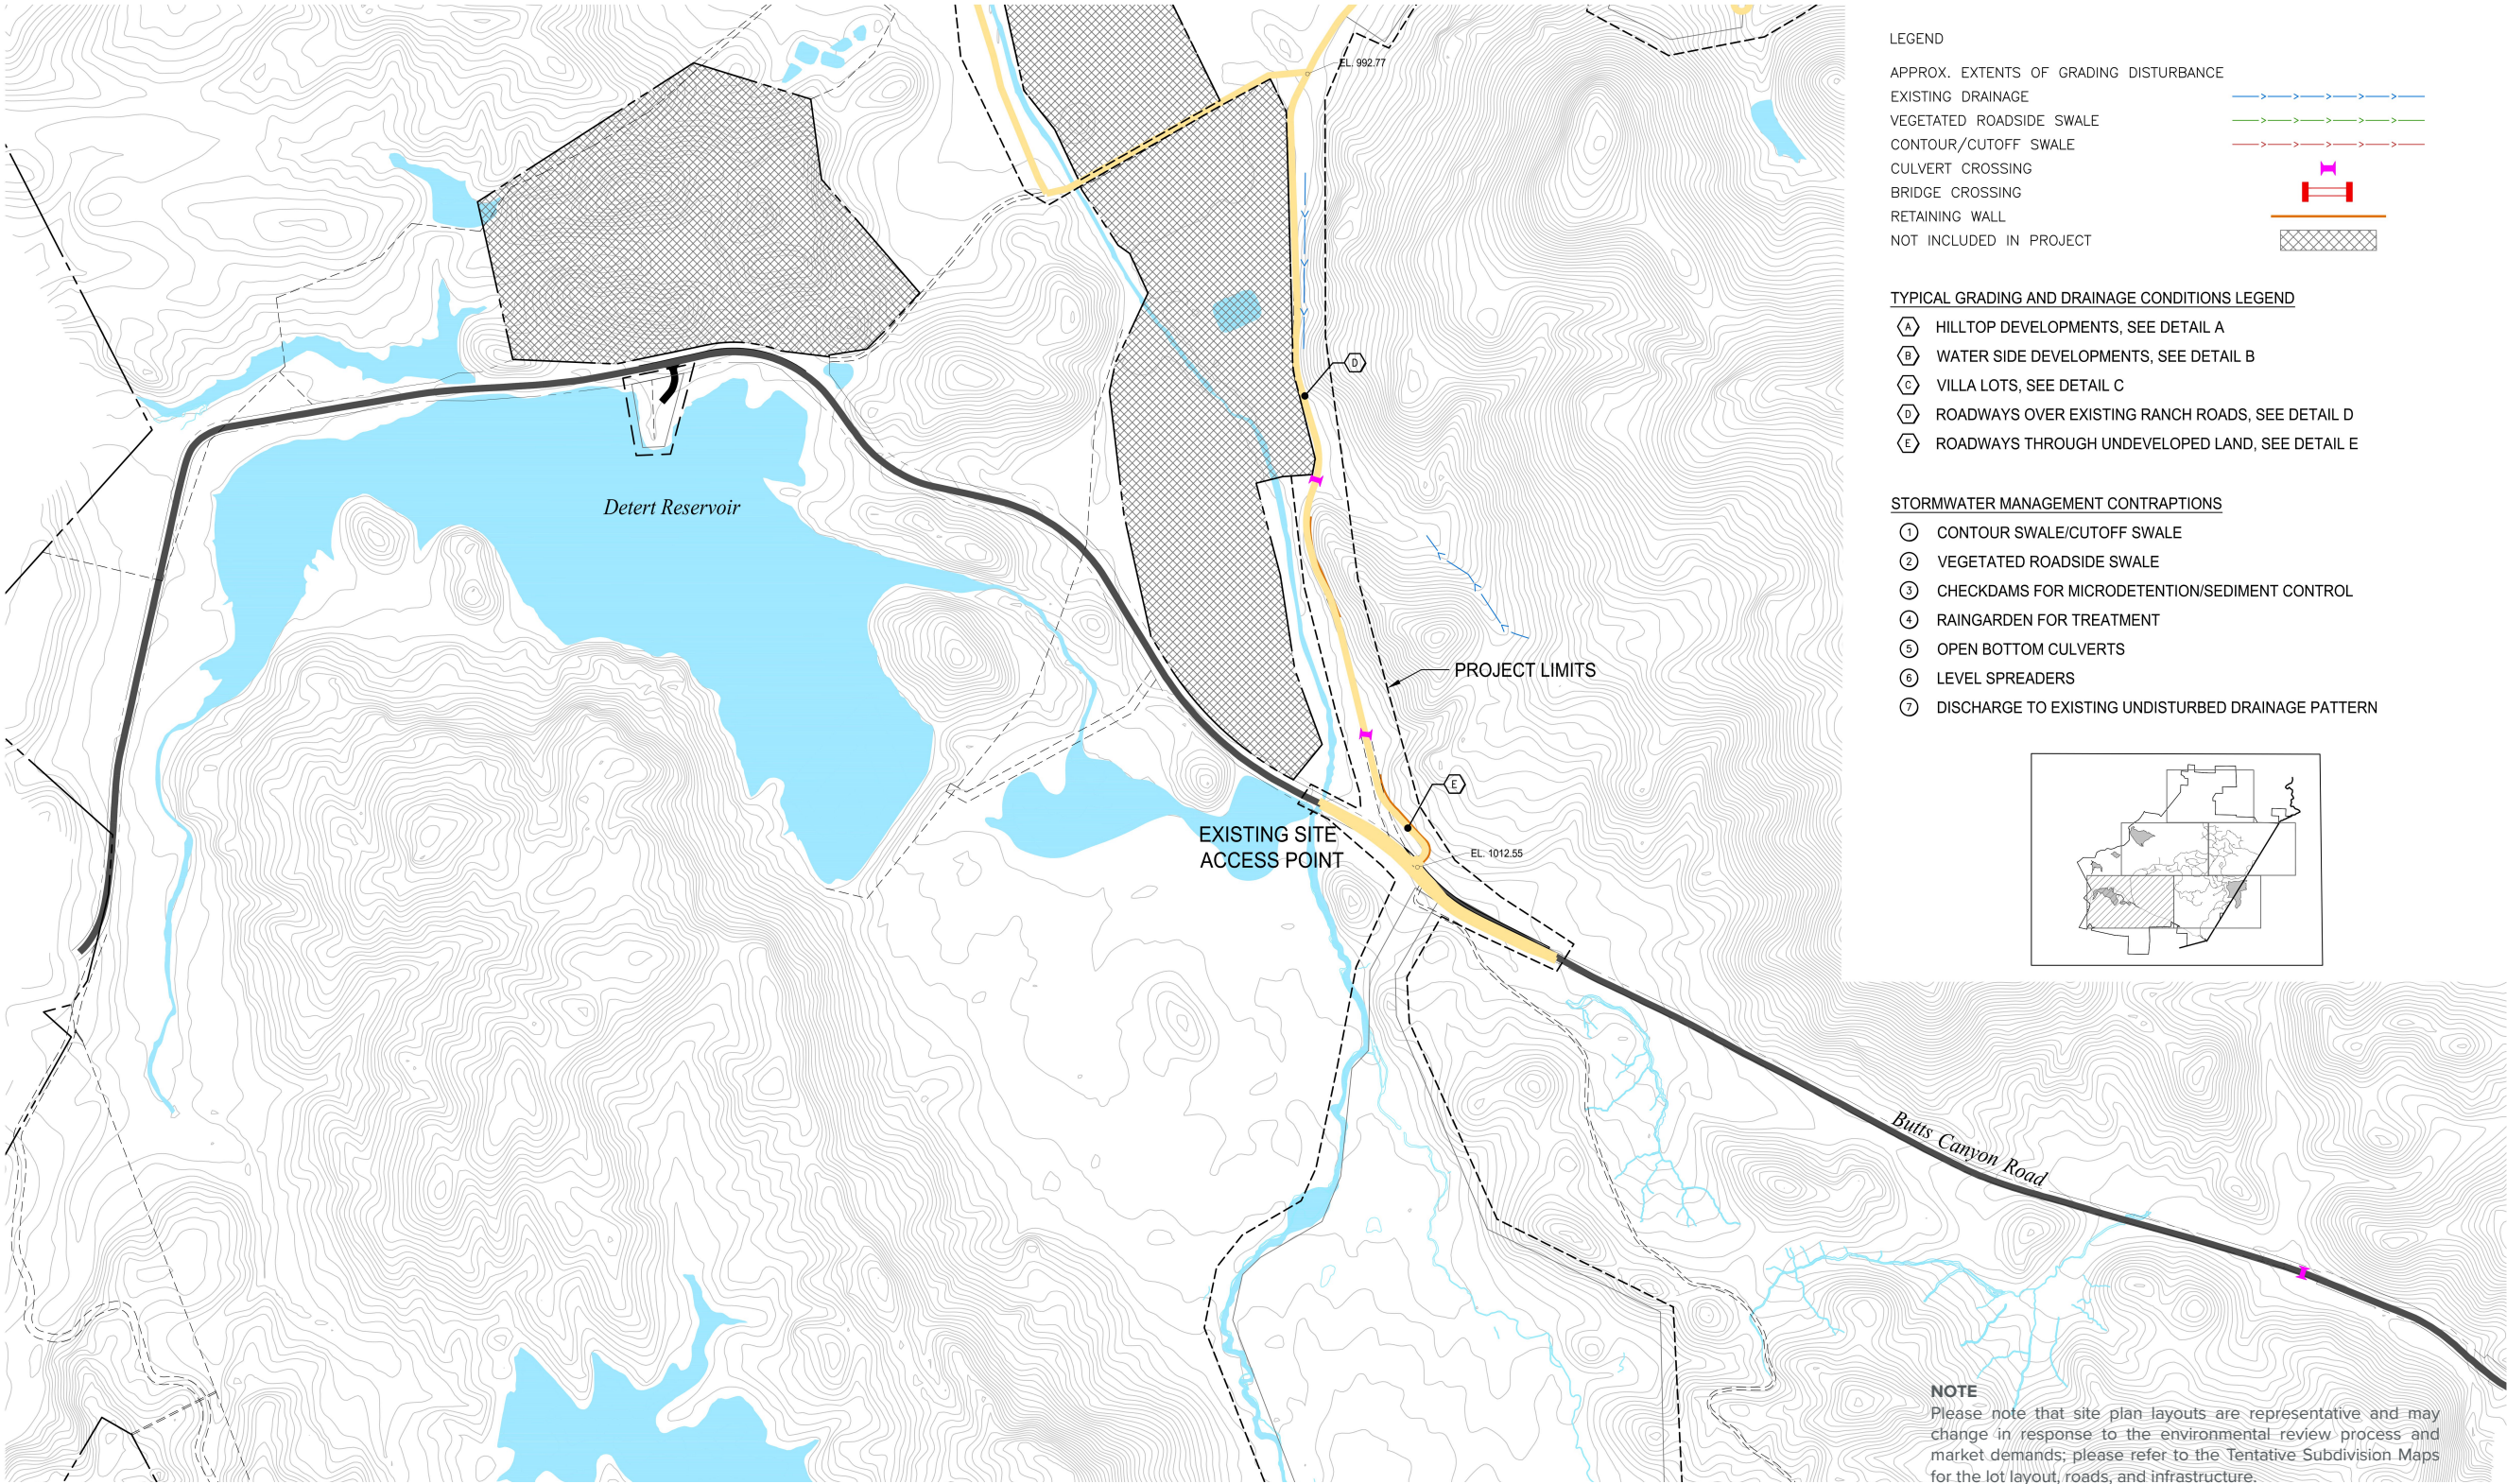 EL. 992.77
D
Detert Reservoir
PROJECT LIMITS
E
EXISTING SITE
ACCESS POINT
EL. 1012.55
Butts Canyon Road
LEGEND
APPROX. EXTENTS OF GRADING DISTURBANCE
EXISTING DRAINAGE
VEGETATED ROADSIDE SWALE
CONTOUR/CUTOFF SWALE
CULVERT CROSSING
BRIDGE CROSSING
RETAINING WALL
NOT INCLUDED IN PROJECT
TYPICAL GRADING AND DRAINAGE CONDITIONS LEGEND
A HILLTOP DEVELOPMENTS, SEE DETAIL A
B WATER SIDE DEVELOPMENTS, SEE DETAIL B
C VILLA LOTS, SEE DETAIL C
D ROADWAYS OVER EXISTING RANCH ROADS, SEE DETAIL D
E ROADWAYS THROUGH UNDEVELOPED LAND, SEE DETAIL E
STORMWATER MANAGEMENT CONTRAPTIONS
1 CONTOUR SWALE/CUTOFF SWALE
2 VEGETATED ROADSIDE SWALE
3 CHECKDAMS FOR MICRODETENTION/SEDIMENT CONTROL
4 RAINGARDEN FOR TREATMENT
5 OPEN BOTTOM CULVERTS
6 LEVEL SPREADERS
7 DISCHARGE TO EXISTING UNDISTURBED DRAINAGE PATTERN
NOTE
Please note that site plan layouts are representative and may
change in response to the environmental review process and
market demands; please refer to the Tentative Subdivision Maps
for the lot layout, roads, and infrastructure.